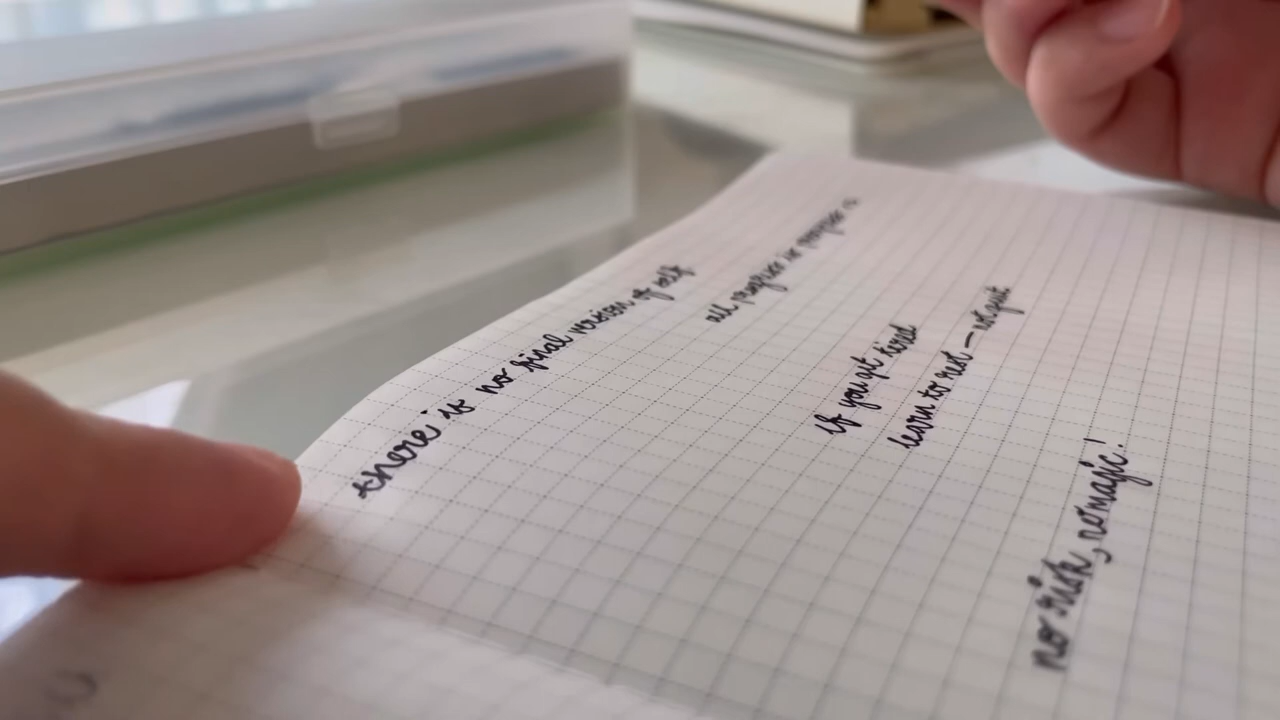 there is no final version of self
all progress is progress
if you get tired
learn to rest — not quit
no risk, no magic!